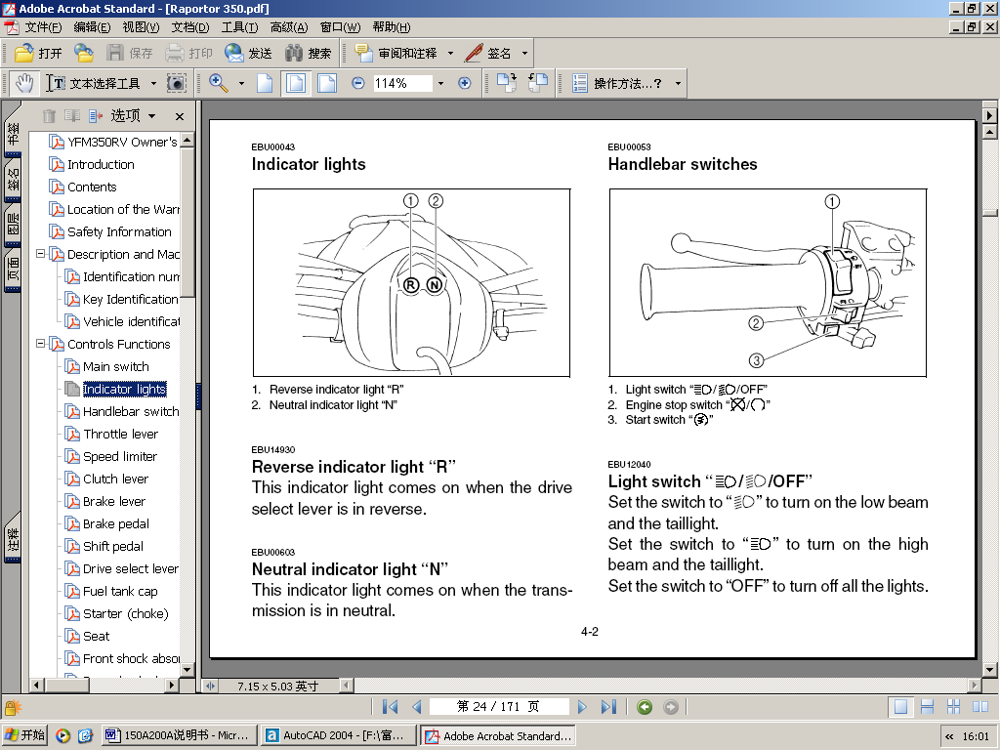 Adobe Acrobat Standard - [Raportor 350.pdf]
文件(F) 编辑(E) 视图(V) 文档(D) 工具(T) 高级(A) 窗口(W) 帮助(H)
打开 保存 打印 发送 搜索 审阅和注释 签名
文本选择工具 114% 操作方法...?
书签
签名
图层
页面
注释
选项
YFM350RV Owner's
Introduction
Contents
Location of the Warr
Safety Information
Description and Mac
Identification num
Key Identification
Vehicle identificat
Controls Functions
Main switch
Indicator lights
Handlebar switch
Throttle lever
Speed limiter
Clutch lever
Brake lever
Brake pedal
Shift pedal
Drive select lever
Fuel tank cap
Starter (choke)
Seat
Front shock absor
EBU00043
Indicator lights
1 2
R N
1. Reverse indicator light “R”
2. Neutral indicator light “N”
EBU14930
Reverse indicator light “R”
This indicator light comes on when the drive
select lever is in reverse.
EBU00603
Neutral indicator light “N”
This indicator light comes on when the trans-
mission is in neutral.
EBU00053
Handlebar switches
1
2
3
1. Light switch “ / /OFF”
2. Engine stop switch “ / ”
3. Start switch “ ”
EBU12040
Light switch “ / /OFF”
Set the switch to “ ” to turn on the low beam
and the taillight.
Set the switch to “ ” to turn on the high
beam and the taillight.
Set the switch to “OFF” to turn off all the lights.
4-2
7.15 x 5.03 英寸
第 24 / 171 页
开始 150A200A说明书 - Micr... AutoCAD 2004 - [F:\富... Adobe Acrobat Standard... « 16:01